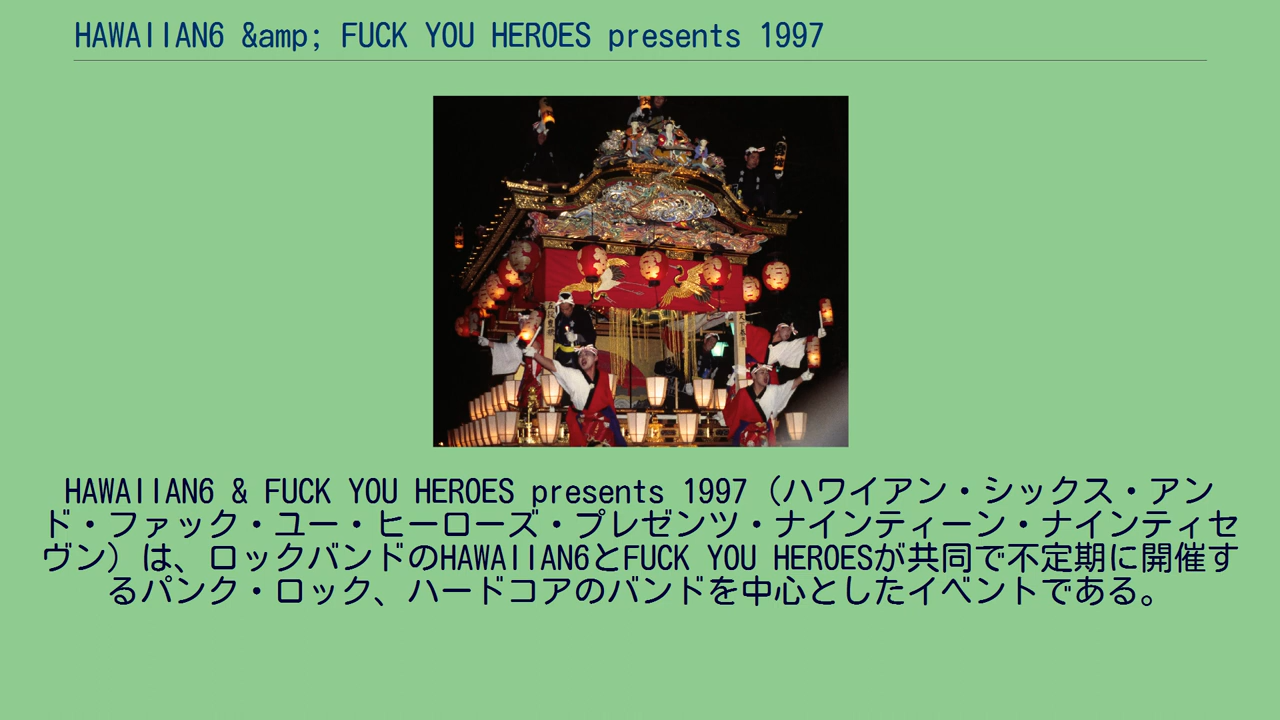 HAWAIIAN6 &amp; FUCK YOU HEROES presents 1997
HAWAIIAN6 & FUCK YOU HEROES presents 1997（ハワイアン・シックス・アン
ド・ファック・ユー・ヒーローズ・プレゼンツ・ナインティーン・ナインティセ
ヴン）は、ロックバンドのHAWAIIAN6とFUCK YOU HEROESが共同で不定期に開催す
るパンク・ロック、ハードコアのバンドを中心としたイベントである。